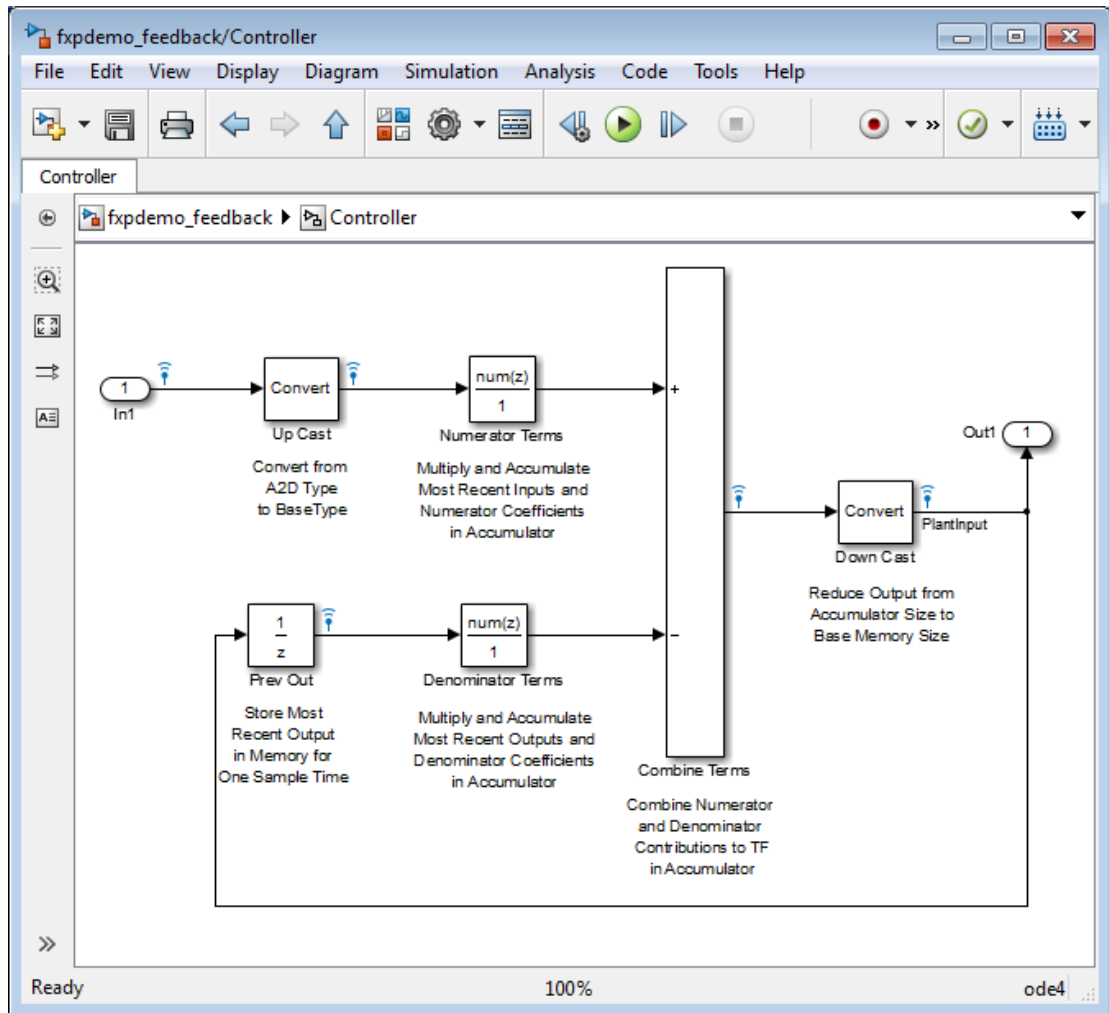 fxpdemo_feedback/Controller
File Edit View Display Diagram Simulation Analysis Code Tools Help
Controller
fxpdemo_feedback Controller
1
In1
Convert
Up Cast
Convert from
A2D Type
to BaseType
num(z)
1
Numerator Terms
Multiply and Accumulate
Most Recent Inputs and
Numerator Coefficients
in Accumulator
+
Out1 1
Convert
PlantInput
Down Cast
Reduce Output from
Accumulator Size to
Base Memory Size
1
z
Prev Out
Store Most
Recent Output
in Memory for
One Sample Time
num(z)
1
Denominator Terms
Multiply and Accumulate
Most Recent Outputs and
Denominator Coefficients
in Accumulator
−
Combine Terms
Combine Numerator
and Denominator
Contributions to TF
in Accumulator
Ready 100% ode4